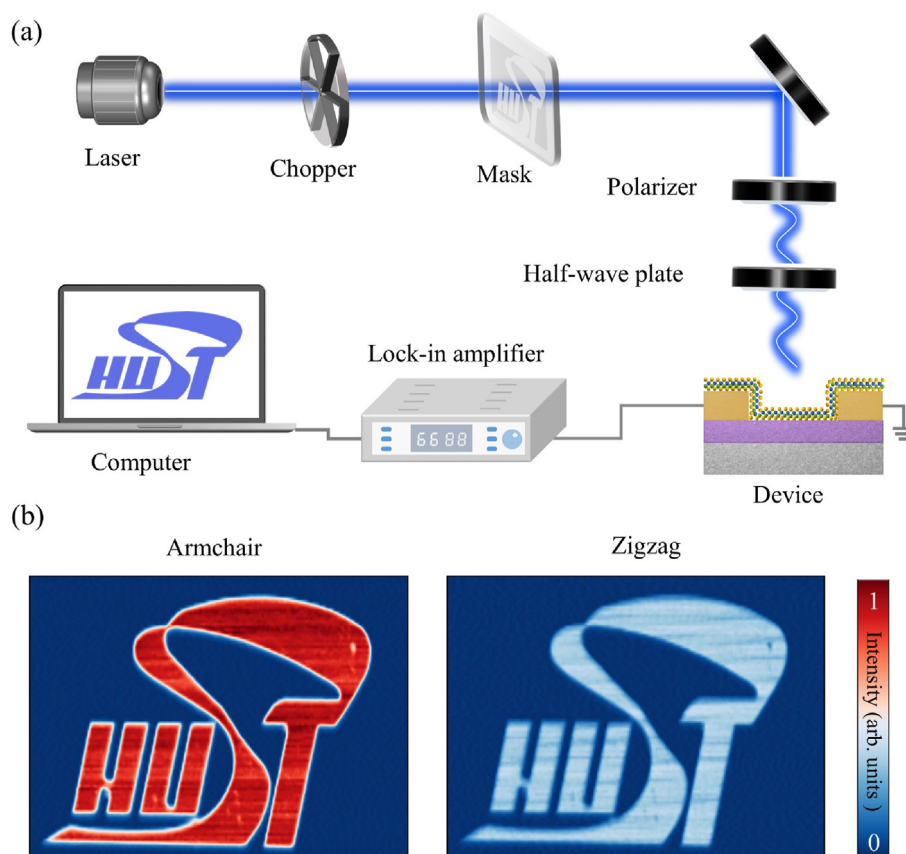 (a)
Laser
Chopper
Mask
Polarizer
Half-wave plate
HUST
Computer
Lock-in amplifier
6688
Device
(b)
Armchair
Zigzag
HUST
HUST
1
Intensity (arb. units)
0